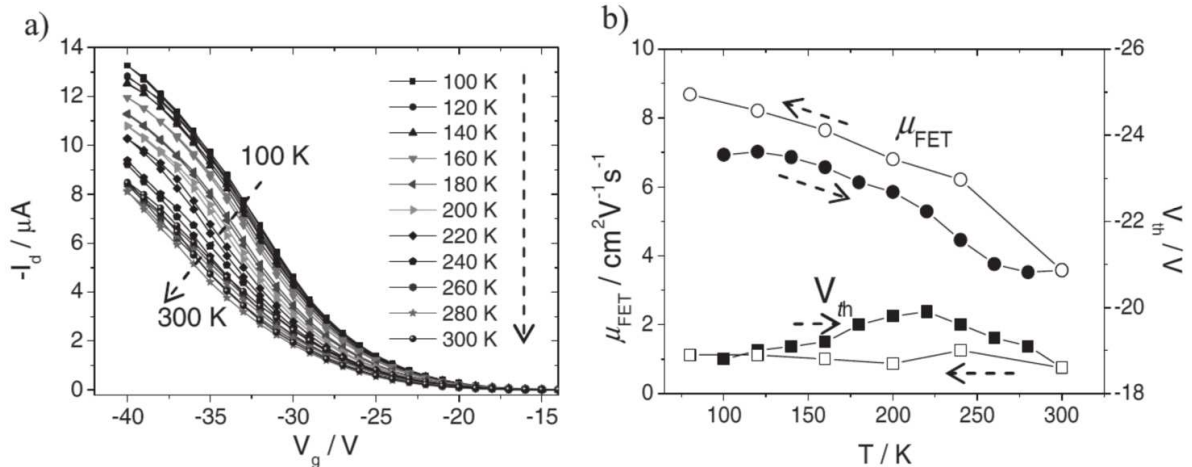 a)
14
12
10
8
6
4
2
0
-I_d / μA
-40 -35 -30 -25 -20 -15
V_g / V
100 K
300 K
100 K
120 K
140 K
160 K
180 K
200 K
220 K
240 K
260 K
280 K
300 K
b)
10
8
6
4
2
0
μ_FET / cm²V⁻¹s⁻¹
100 150 200 250 300
T / K
-26
-24
-22
-20
-18
V_th / V
μ_FET
V_th